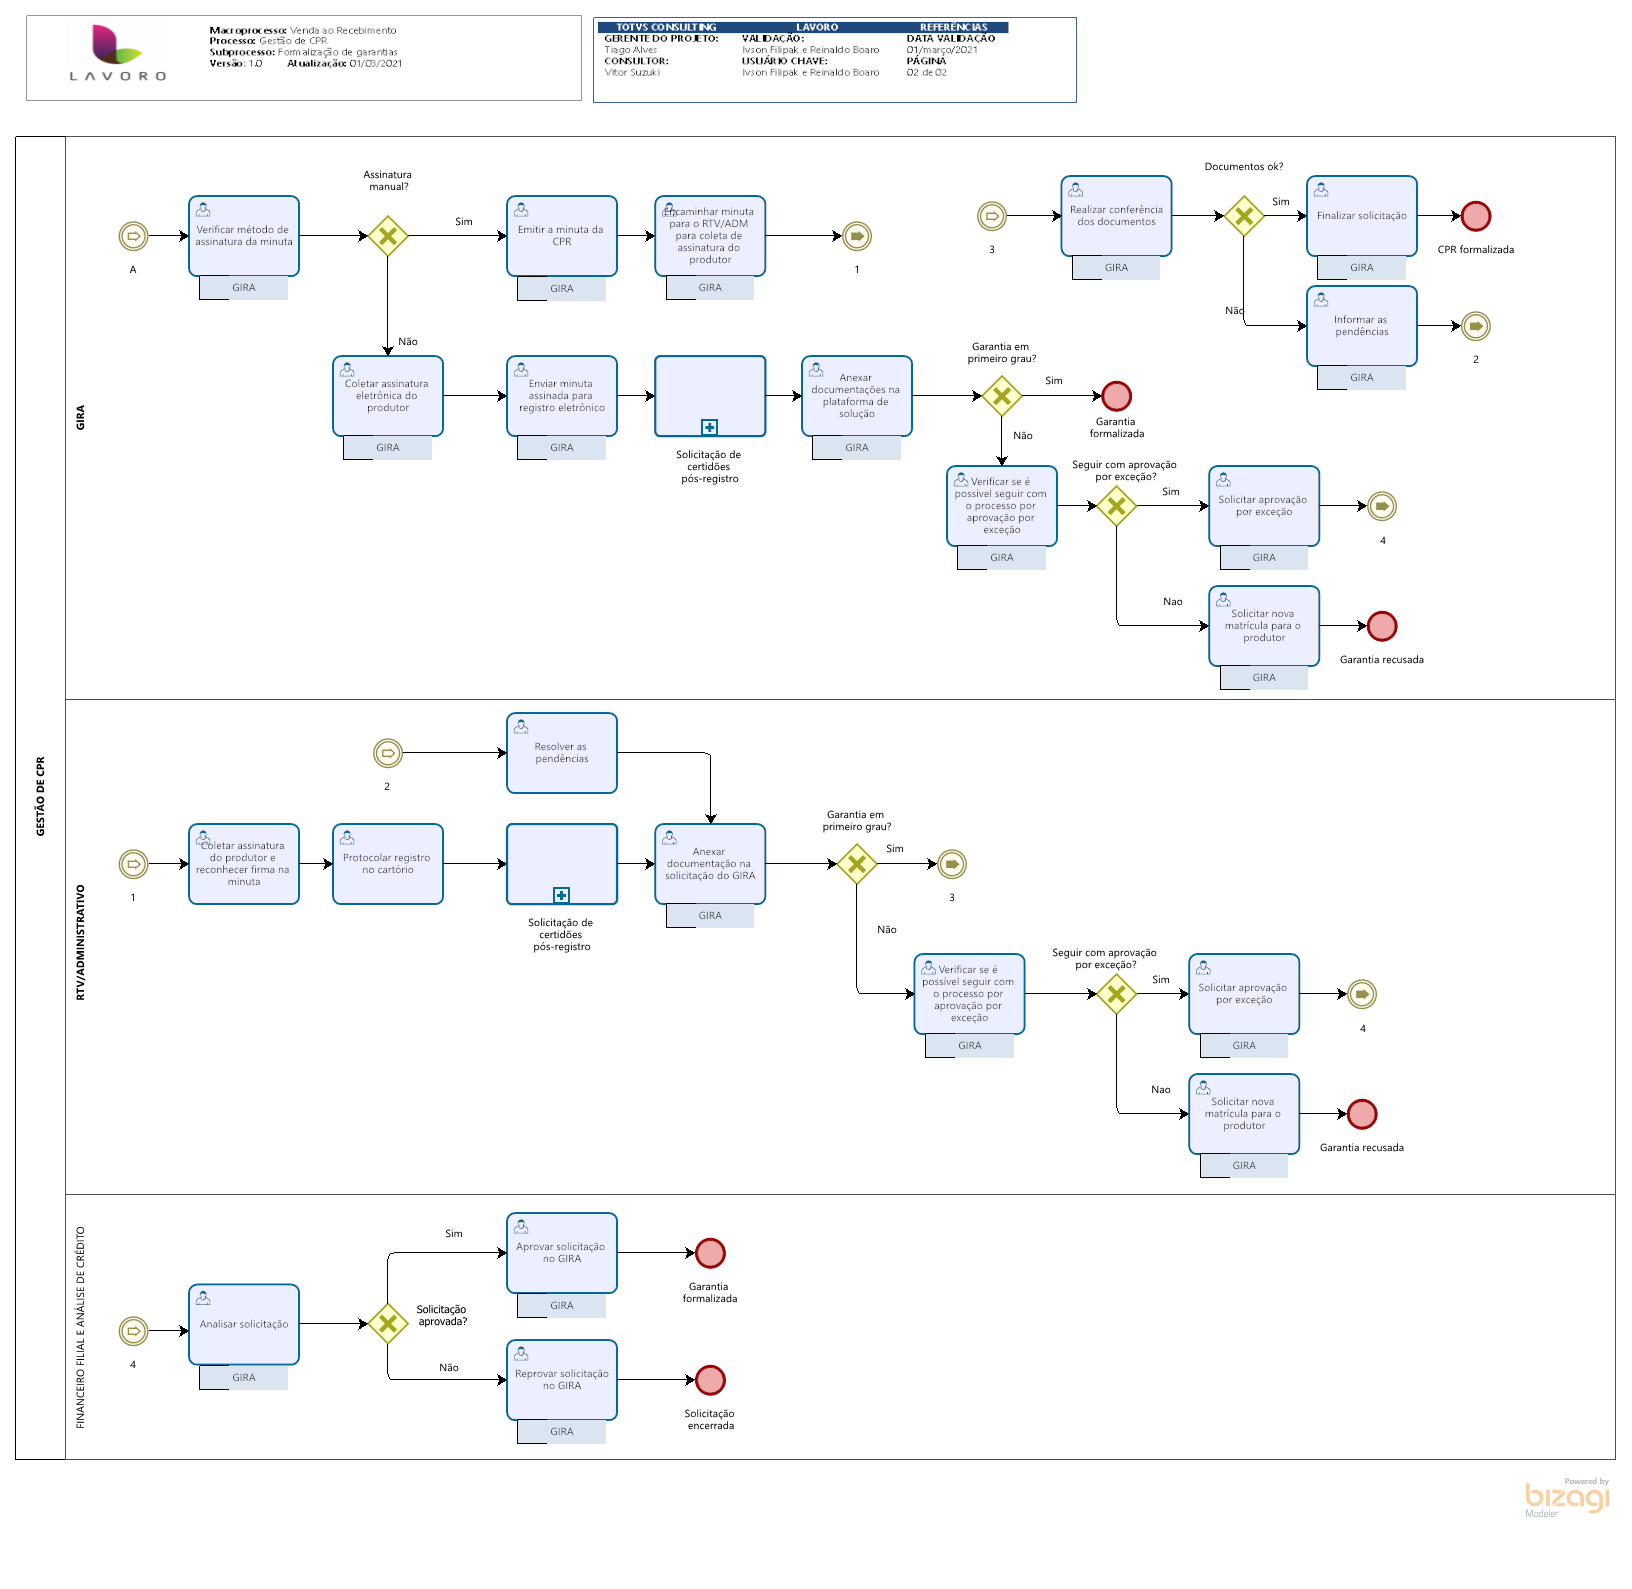 LAVORO
Macroprocesso: Venda ao Recebimento
Processo: Gestão de CPR
Subprocesso: Formalização de garantias
Versão: 1.0 Atualização: 01/03/2021
TOTVS CONSULTING LAVORO REFERÊNCIAS
GERENTE DO PROJETO: VALIDAÇÃO: DATA VALIDAÇÃO
Tiago Alves Ivson Filipak e Reinaldo Boaro 01/março/2021
CONSULTOR: USUÁRIO CHAVE: PÁGINA
Vitor Suzuki Ivson Filipak e Reinaldo Boaro 02 de 02
GESTÃO DE CPR
GIRA
A
Verificar método de
assinatura da minuta
GIRA
Assinatura
manual?
Sim
Emitir a minuta da
CPR
GIRA
Encaminhar minuta
para o RTV/ADM
para coleta de
assinatura do
produtor
GIRA
1
3
Realizar conferência
dos documentos
GIRA
Documentos ok?
Sim
Finalizar solicitação
GIRA
CPR formalizada
Não
Informar as
pendências
GIRA
2
Não
Coletar assinatura
eletrônica do
produtor
GIRA
Enviar minuta
assinada para
registro eletrônico
GIRA
Solicitação de
certidões
pós-registro
Anexar
documentações na
plataforma de
solução
GIRA
Garantia em
primeiro grau?
Sim
Garantia
formalizada
Não
Verificar se é
possível seguir com
o processo por
aprovação por
exceção
GIRA
Seguir com aprovação
por exceção?
Sim
Solicitar aprovação
por exceção
GIRA
4
Nao
Solicitar nova
matrícula para o
produtor
GIRA
Garantia recusada
RTV/ADMINISTRATIVO
2
Resolver as
pendências
1
Coletar assinatura
do produtor e
reconhecer firma na
minuta
Protocolar registro
no cartório
Solicitação de
certidões
pós-registro
Anexar
documentação na
solicitação do GIRA
GIRA
Garantia em
primeiro grau?
Sim
3
Não
Verificar se é
possível seguir com
o processo por
aprovação por
exceção
GIRA
Seguir com aprovação
por exceção?
Sim
Solicitar aprovação
por exceção
GIRA
4
Nao
Solicitar nova
matrícula para o
produtor
GIRA
Garantia recusada
FINANCEIRO FILIAL E ANÁLISE DE CRÉDITO
4
Analisar solicitação
GIRA
Solicitação
aprovada?
Sim
Aprovar solicitação
no GIRA
GIRA
Garantia
formalizada
Não
Reprovar solicitação
no GIRA
GIRA
Solicitação
encerrada
Powered by
bizagi
Modeler